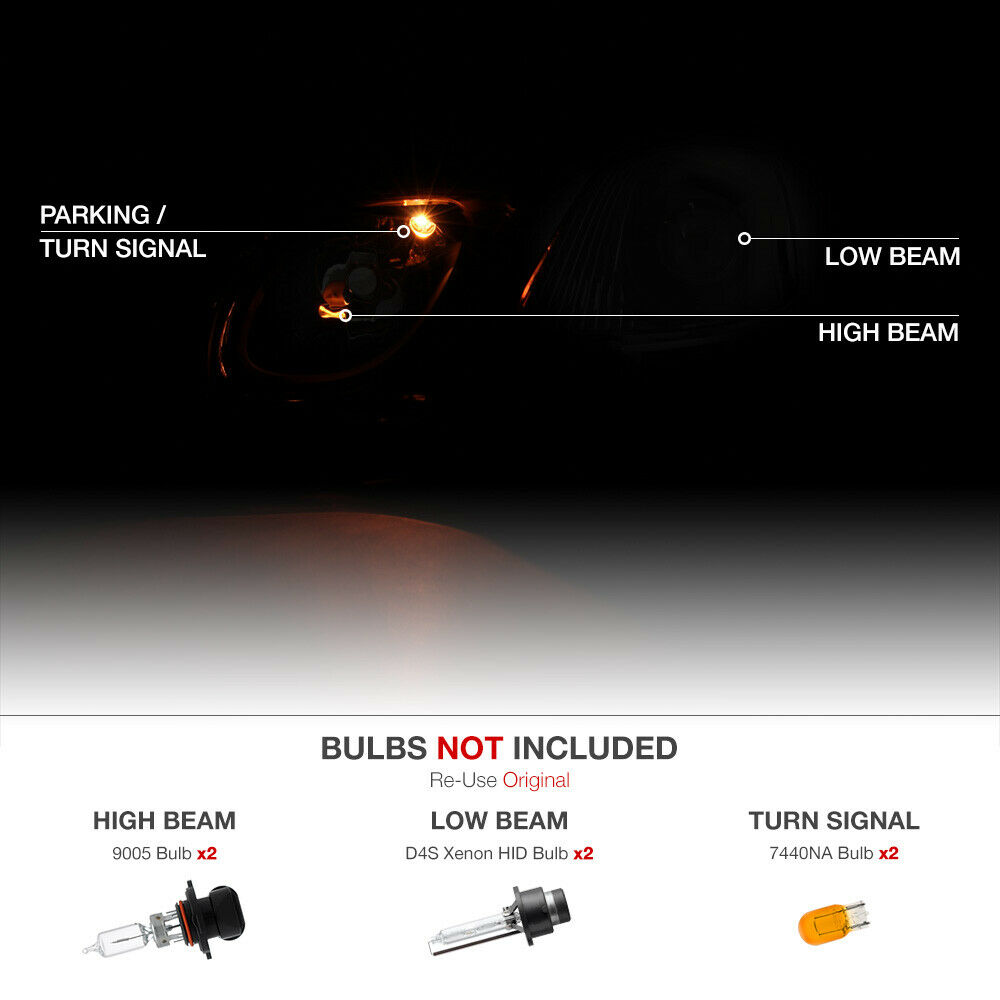 PARKING /
TURN SIGNAL
LOW BEAM
HIGH BEAM
BULBS NOT INCLUDED
Re-Use Original
HIGH BEAM
9005 Bulb x2
LOW BEAM
D4S Xenon HID Bulb x2
TURN SIGNAL
7440NA Bulb x2